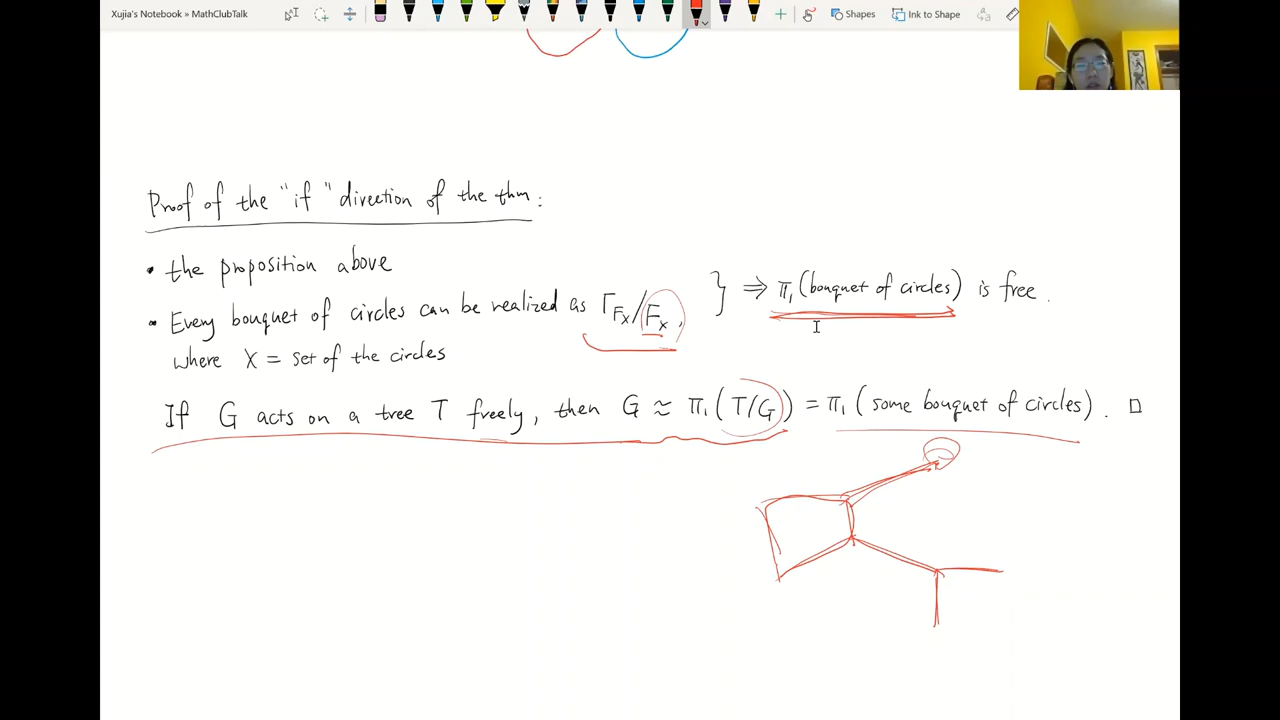 Xujia's Notebook » MathClubTalk
Shapes
Ink to Shape
Proof of the "if" direction of the thm:
• the proposition above
• Every bouquet of circles can be realized as Γ_{F_X}/F_X,
where X = set of the circles
} ⇒ π₁(bouquet of circles) is free.
If G acts on a tree T freely, then G ≈ π₁(T/G) = π₁(some bouquet of circles). □